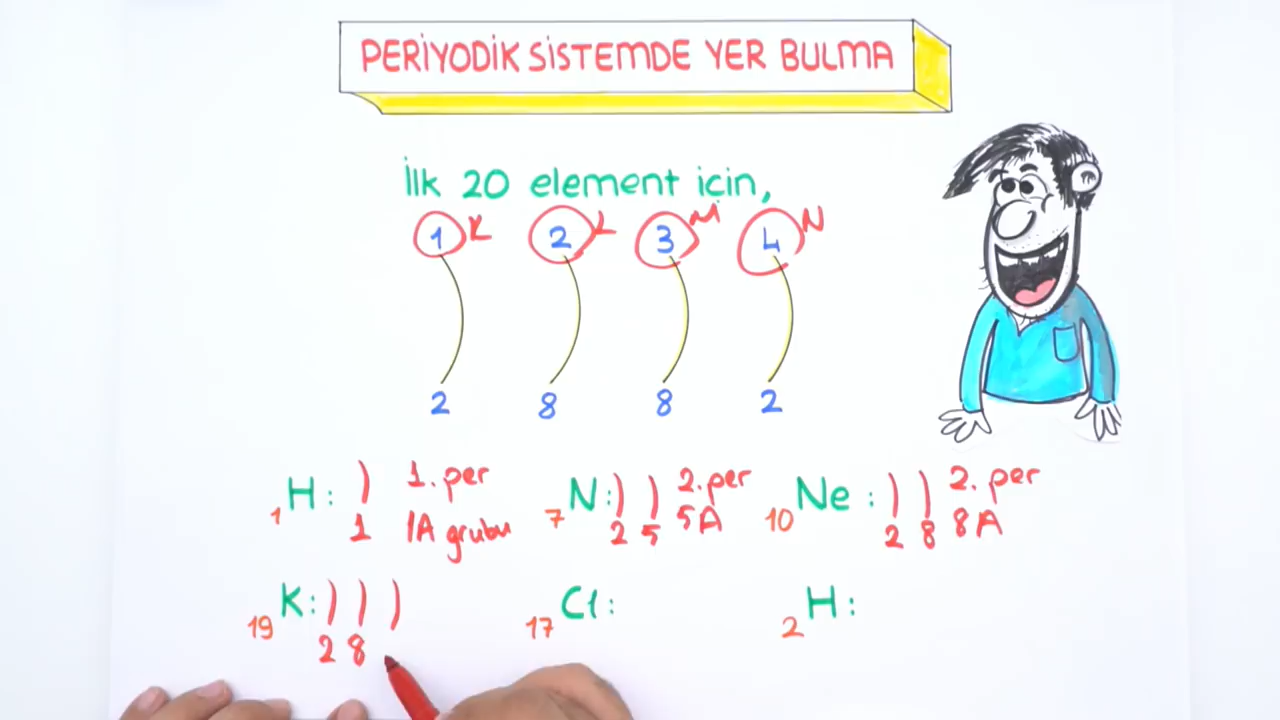 PERİYODİK SİSTEMDE YER BULMA
İlk 20 element için,
1 K 2 L 3 M 4 N
2 8 8 2
1H: ) 1 1. per
1A grubu
7N: ) ) 2 5 2. per
5A
10Ne: ) ) 2 8 2. per
8A
19K: ) ) ) 2 8
17Cl:
2H: